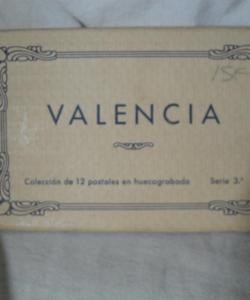 VALENCIA
Colección de 12 postales en huecograbado Serie 3.ª